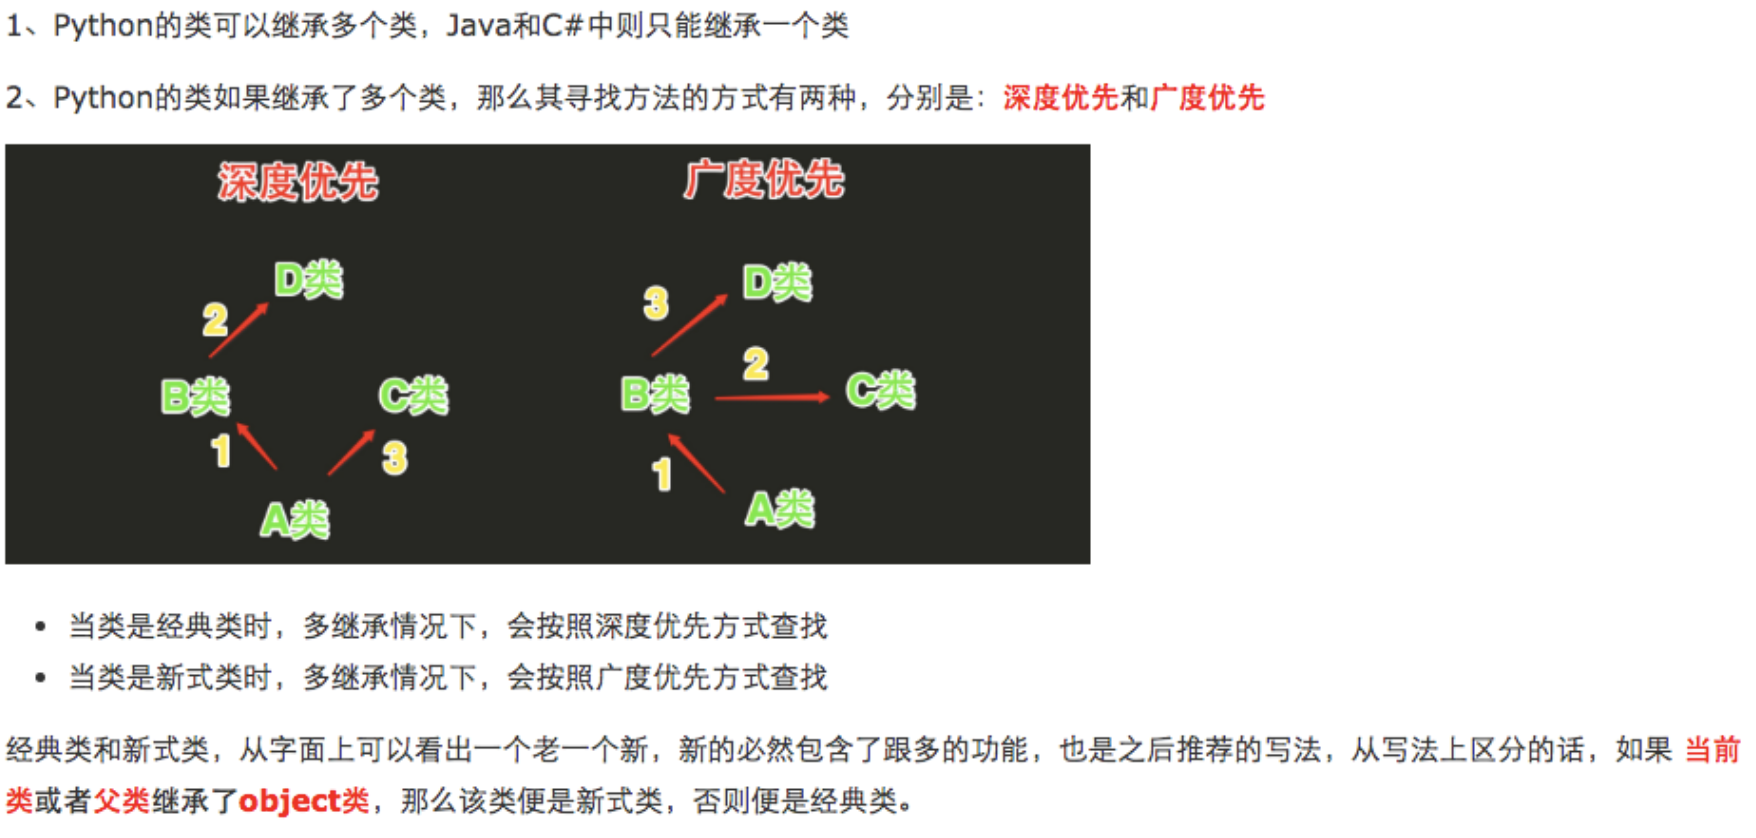 1、Python的类可以继承多个类，Java和C#中则只能继承一个类
2、Python的类如果继承了多个类，那么其寻找方法的方式有两种，分别是：深度优先和广度优先
深度优先
广度优先
D类
2
B类
C类
1
3
A类
D类
3
2
B类
C类
1
A类
• 当类是经典类时，多继承情况下，会按照深度优先方式查找
• 当类是新式类时，多继承情况下，会按照广度优先方式查找
经典类和新式类，从字面上可以看出一个老一个新，新的必然包含了跟多的功能，也是之后推荐的写法，从写法上区分的话，如果 当前
类或者父类继承了object类，那么该类便是新式类，否则便是经典类。